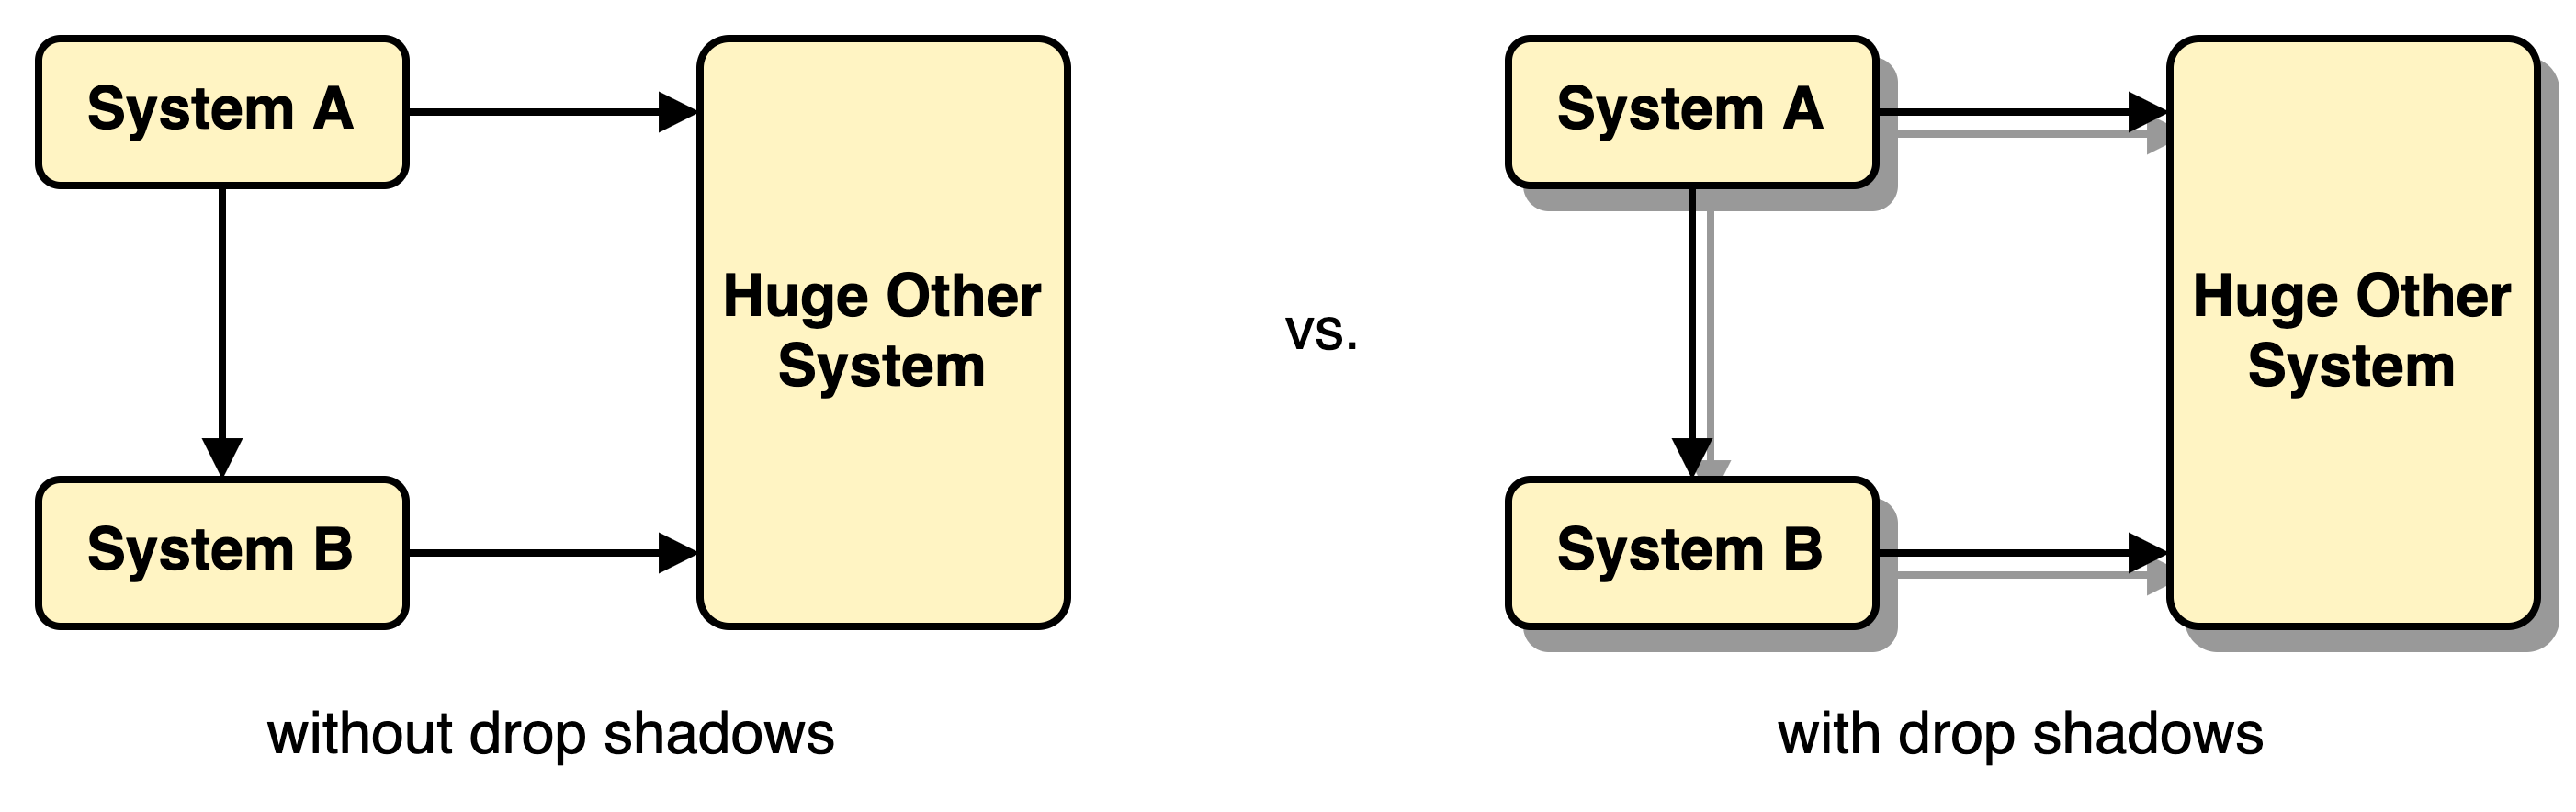 System A
Huge Other
System
System B
without drop shadows
vs.
System A
Huge Other
System
System B
with drop shadows